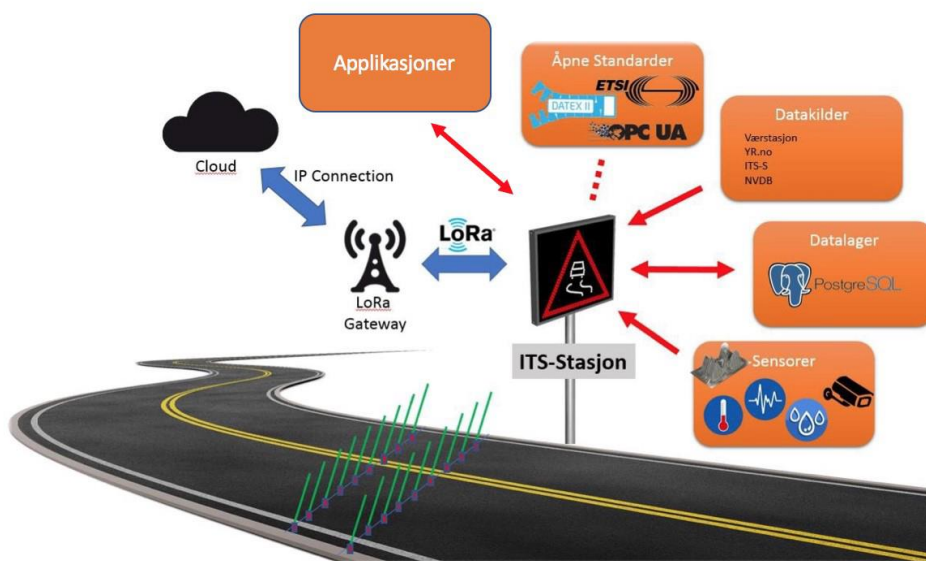 Applikasjoner
Åpne Standarder
ETSI
DATEX II
OPC UA
Datakilder
Værstasjon
YR.no
ITS-S
NVDB
Cloud
IP Connection
LoRa
LoRa
Gateway
Datalager
PostgreSQL
ITS-Stasjon
Sensorer